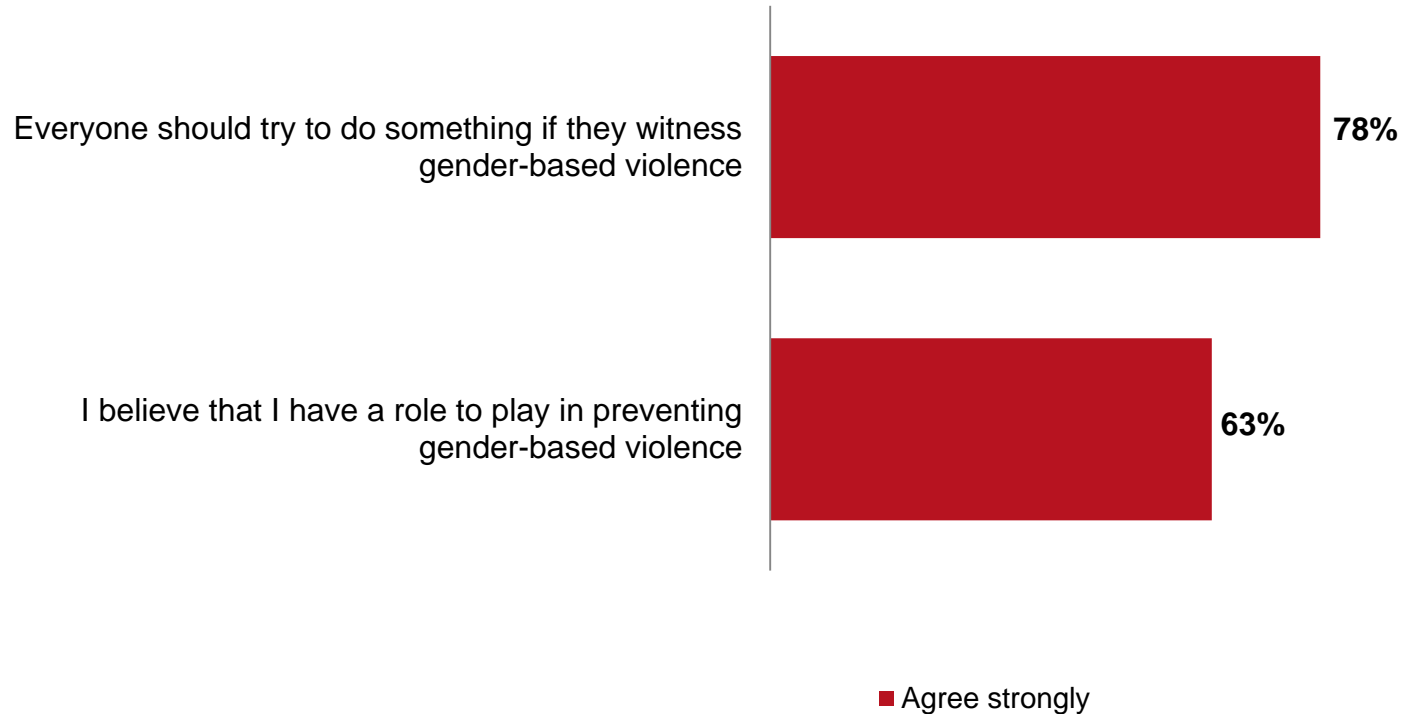 Everyone should try to do something if they witness
gender-based violence
78%
I believe that I have a role to play in preventing
gender-based violence
63%
Agree strongly